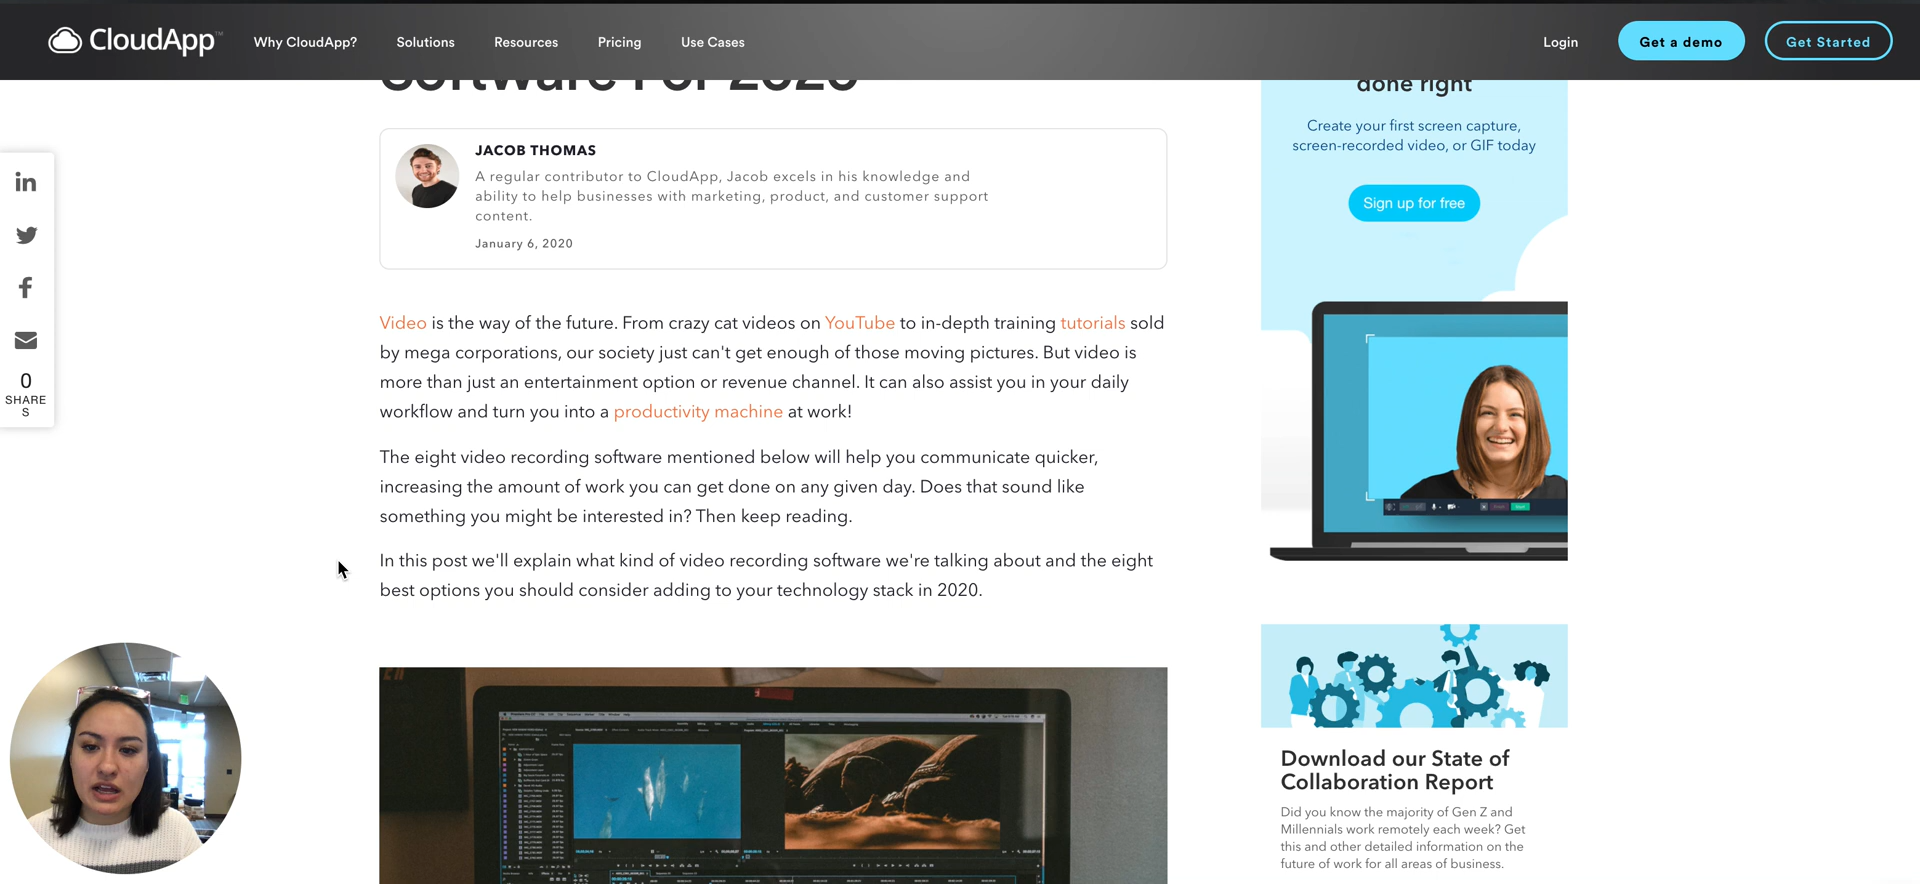 CloudApp™
Why CloudApp?
Solutions
Resources
Pricing
Use Cases
Login
Get a demo
Get Started
Software For 2020
JACOB THOMAS
A regular contributor to CloudApp, Jacob excels in his knowledge and
ability to help businesses with marketing, product, and customer support
content.
January 6, 2020
0
SHARE
S
Video is the way of the future. From crazy cat videos on YouTube to in-depth training tutorials sold
by mega corporations, our society just can't get enough of those moving pictures. But video is
more than just an entertainment option or revenue channel. It can also assist you in your daily
workflow and turn you into a productivity machine at work!
The eight video recording software mentioned below will help you communicate quicker,
increasing the amount of work you can get done on any given day. Does that sound like
something you might be interested in? Then keep reading.
In this post we'll explain what kind of video recording software we're talking about and the eight
best options you should consider adding to your technology stack in 2020.
done right
Create your first screen capture,
screen-recorded video, or GIF today
Sign up for free
Download our State of
Collaboration Report
Did you know the majority of Gen Z and
Millennials work remotely each week? Get
this and other detailed information on the
future of work for all areas of business.